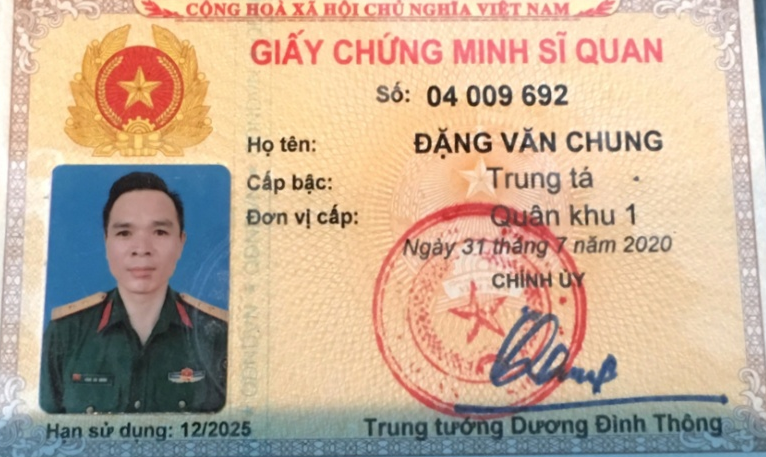 CỘNG HOÀ XÃ HỘI CHỦ NGHĨA VIỆT NAM
GIẤY CHỨNG MINH SĨ QUAN
Số: 04 009 692
Họ tên: ĐẶNG VĂN CHUNG
Cấp bậc: Trung tá
Đơn vị cấp: Quân khu 1
Ngày 31 tháng 7 năm 2020
CHÍNH ỦY
Hạn sử dụng: 12/2025
Trung tướng Dương Đình Thông